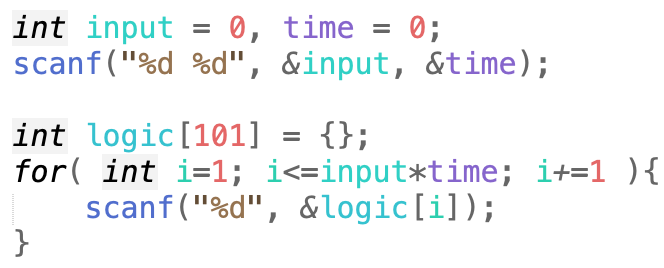 int input = 0, time = 0;
scanf("%d %d", &input, &time);
int logic[101] = {};
for( int i=1; i<=input*time; i+=1 ){
scanf("%d", &logic[i]);
}